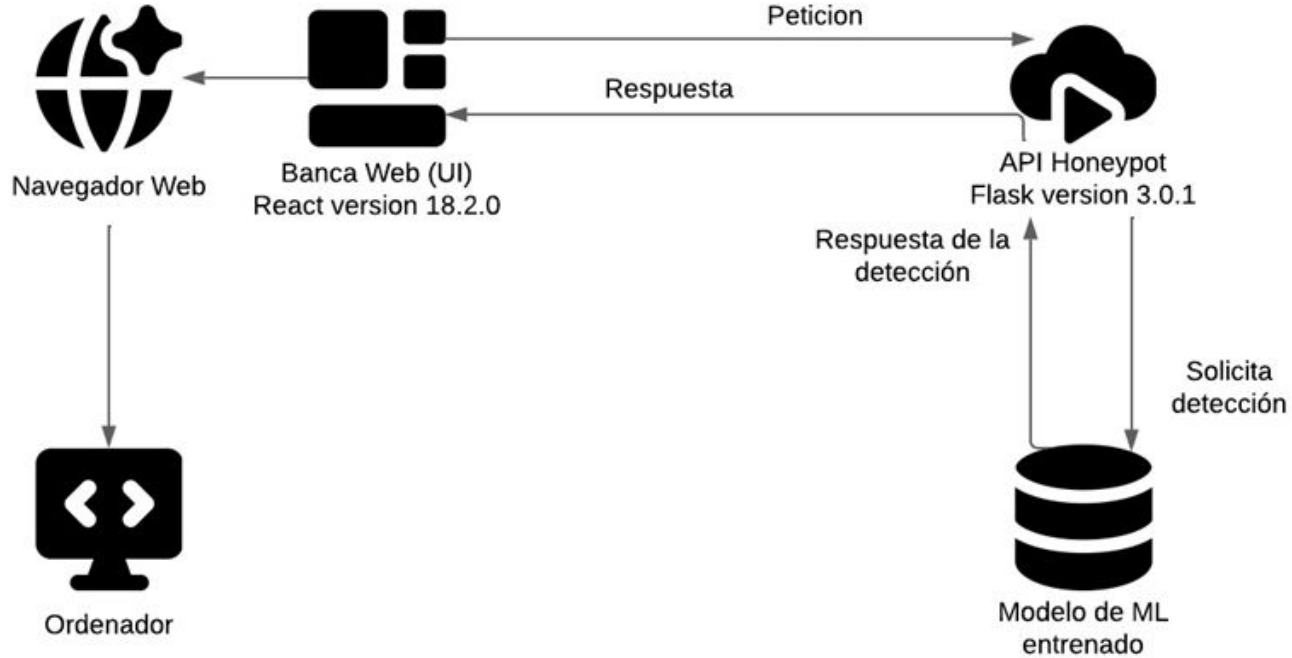 Peticion
Respuesta
Navegador Web
Banca Web (UI)
React version 18.2.0
API Honeypot
Flask version 3.0.1
Respuesta de la
detección
Solicita
detección
Ordenador
Modelo de ML
entrenado